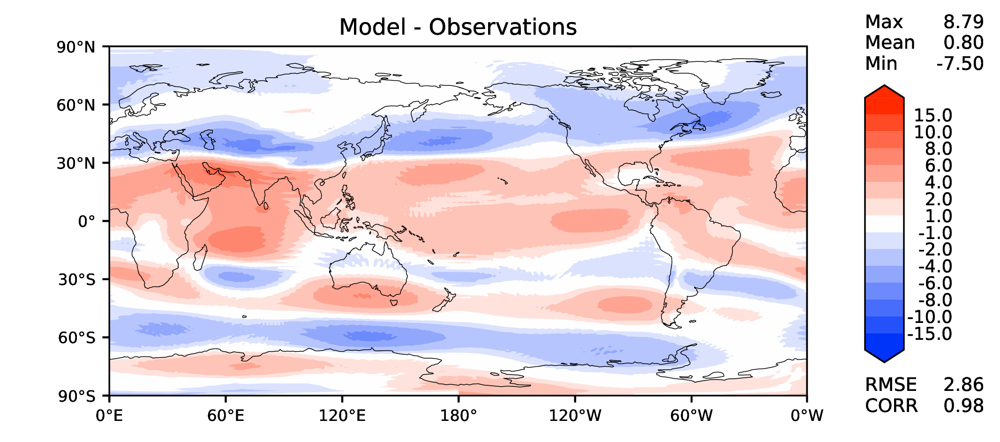 Model - Observations
Max 8.79
Mean 0.80
Min -7.50
90°N
60°N
30°N
0°
30°S
60°S
90°S
0°E 60°E 120°E 180° 120°W 60°W 0°W
15.0
10.0
8.0
6.0
4.0
2.0
1.0
-1.0
-2.0
-4.0
-6.0
-8.0
-10.0
-15.0
RMSE 2.86
CORR 0.98